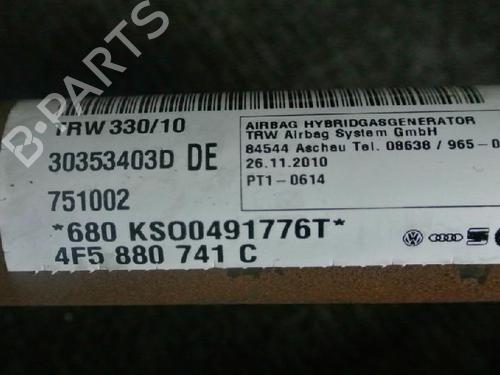 B-PARTS
TRW 330/10
30353403D DE
751002
*680 KSO0491776T*
4F5 880 741 C
AIRBAG HYBRIDGASGENERATOR
TRW Airbag System GmbH
84544 Aschau Tel. 08638 / 965-0
26.11.2010
PT1-0614